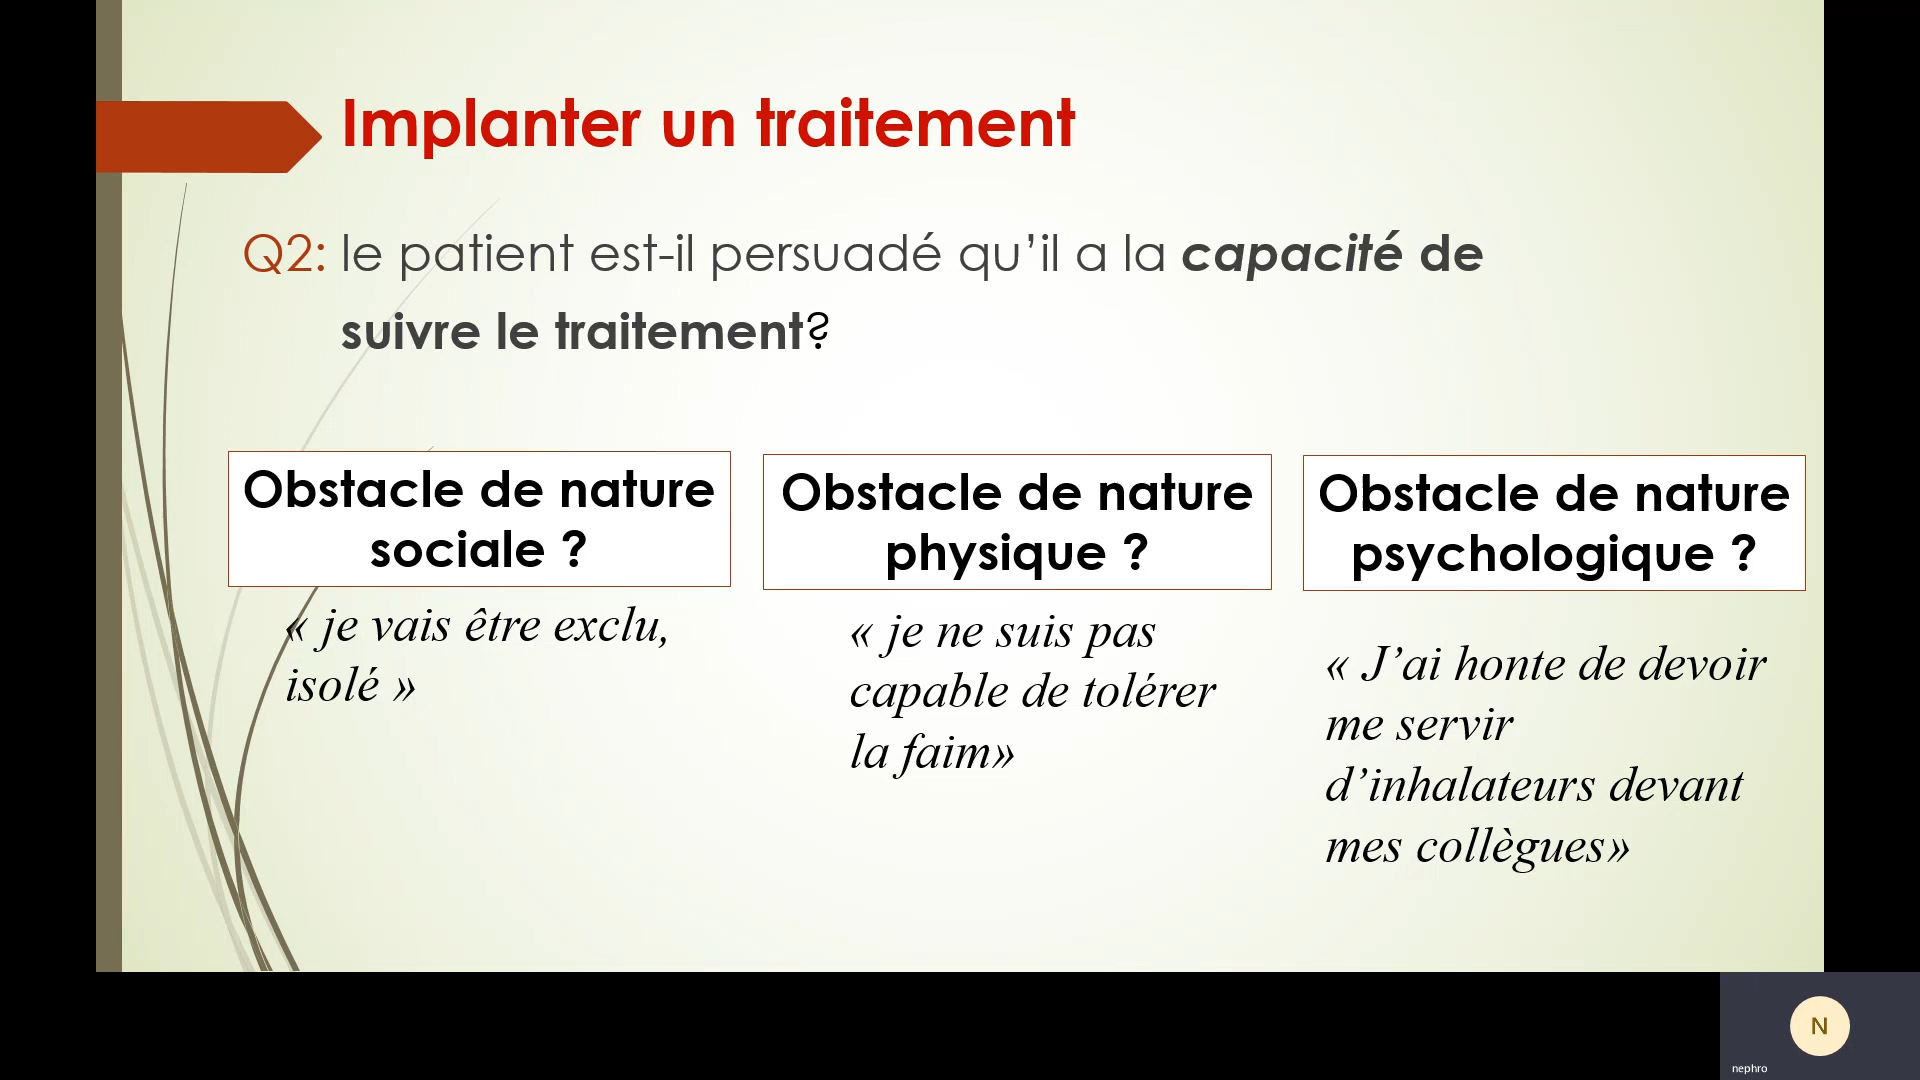 Implanter un traitement
Q2: le patient est-il persuadé qu’il a la capacité de
suivre le traitement?
Obstacle de nature
sociale ?
« je vais être exclu,
isolé »
Obstacle de nature
physique ?
« je ne suis pas
capable de tolérer
la faim»
Obstacle de nature
psychologique ?
« J’ai honte de devoir
me servir
d’inhalateurs devant
mes collègues»
N
nephro